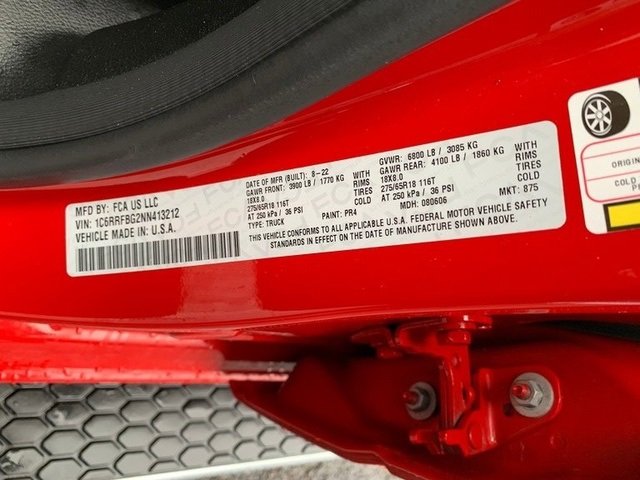 MFD BY: FCA US LLC
VIN: 1C6RRFBG2NN413212
VEHICLE MADE IN: U.S.A.
DATE OF MFR (BUILT): 8-22
GAWR FRONT: 3900 LB / 1770 KG WITH
18X8.0 RIMS
275/65R18 116T TIRES
AT 250 kPa / 36 PSI COLD
TYPE: TRUCK PAINT: PR4
GVWR: 6800 LB / 3085 KG
GAWR REAR: 4100 LB / 1860 KG WITH
18X8.0 RIMS
275/65R18 116T TIRES
AT 250 kPa / 36 PSI COLD
MDH: 080606 MKT: 875
THIS VEHICLE CONFORMS TO ALL APPLICABLE U.S.A. FEDERAL MOTOR VEHICLE SAFETY
STANDARDS IN EFFECT ON THE DATE OF MANUFACTURE SHOWN ABOVE.